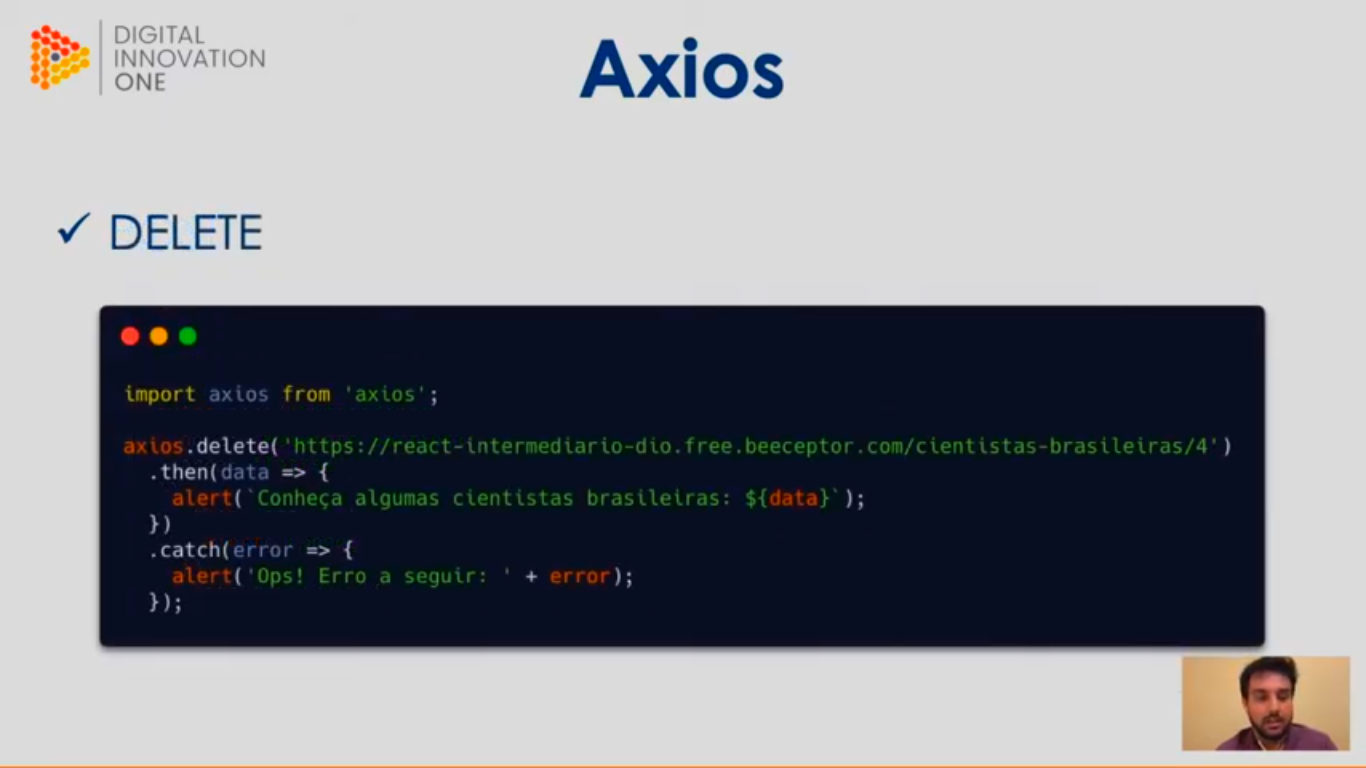 DIGITAL
INNOVATION
ONE
Axios
✓ DELETE
import axios from 'axios';
axios.delete('https://react-intermediario-dio.free.beeceptor.com/cientistas-brasileiras/4')
  .then(data => {
    alert(`Conheça algumas cientistas brasileiras: ${data}`);
  })
  .catch(error => {
    alert('Ops! Erro a seguir: ' + error);
  });